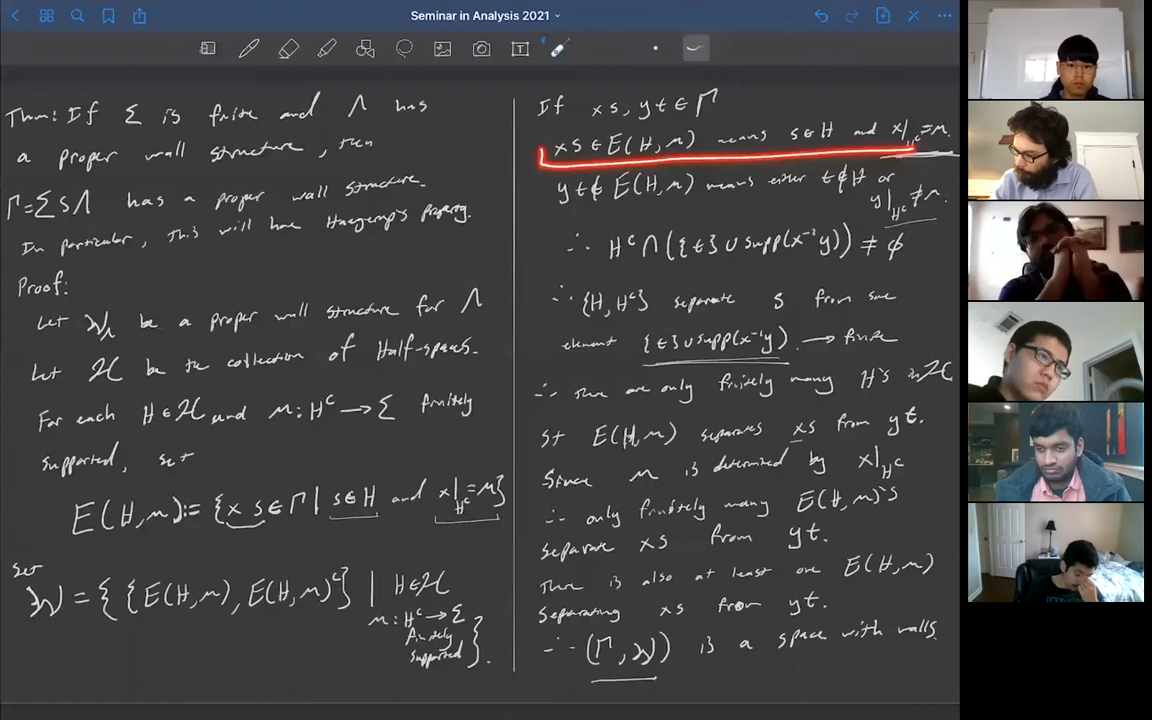 Seminar in Analysis 2021
Thm: If Σ is finite and Λ has
a proper wall structure, then
Γ = Σ ≀ Λ has a proper wall structure.
In particular, this will have Haagerup's property.
Proof:
Let 𝒲_Λ be a proper wall structure for Λ
Let ℋ be the collection of Half-spaces.
For each H ∈ ℋ and μ: H^c → Σ finitely
supported, set
E(H,μ) := {x s ∈ Γ | s ∈ H and x|_{H^c} = μ}
Set
𝒲 = { {E(H,μ), E(H,μ)^c} | H ∈ ℋ
μ: H^c → Σ
finitely
supported }.
If xs, yt ∈ Γ
xs ∈ E(H,μ) means s ∈ H and x|_{H^c} = μ.
yt ∉ E(H,μ) means either t ∉ H or
y|_{H^c} ≠ μ.
∴ H^c ∩ ({t} ∪ supp(x^{-1}y)) ≠ ∅
∴ {H, H^c} separate s from some
element {t} ∪ supp(x^{-1}y). → finite
∴ there are only finitely many H's in ℋ
st E(H,μ) separates xs from yt.
Since μ is determined by x|_{H^c}
∴ only finitely many E(H,μ)'s
separate xs from yt.
There is also at least one E(H,μ)
separating xs from yt.
∴ (Γ, 𝒲) is a space with walls.